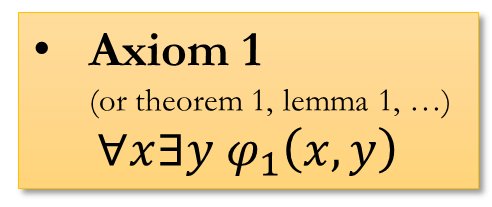 • Axiom 1
(or theorem 1, lemma 1, …)
∀x∃y φ₁(x, y)